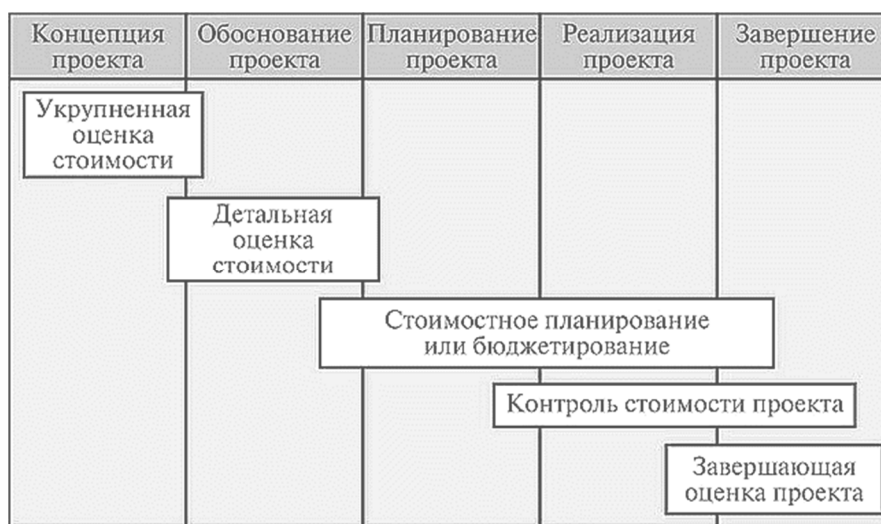 Концепция
проекта
Обоснование
проекта
Планирование
проекта
Реализация
проекта
Завершение
проекта
Укрупненная
оценка
стоимости
Детальная
оценка
стоимости
Стоимостное планирование
или бюджетирование
Контроль стоимости проекта
Завершающая
оценка проекта